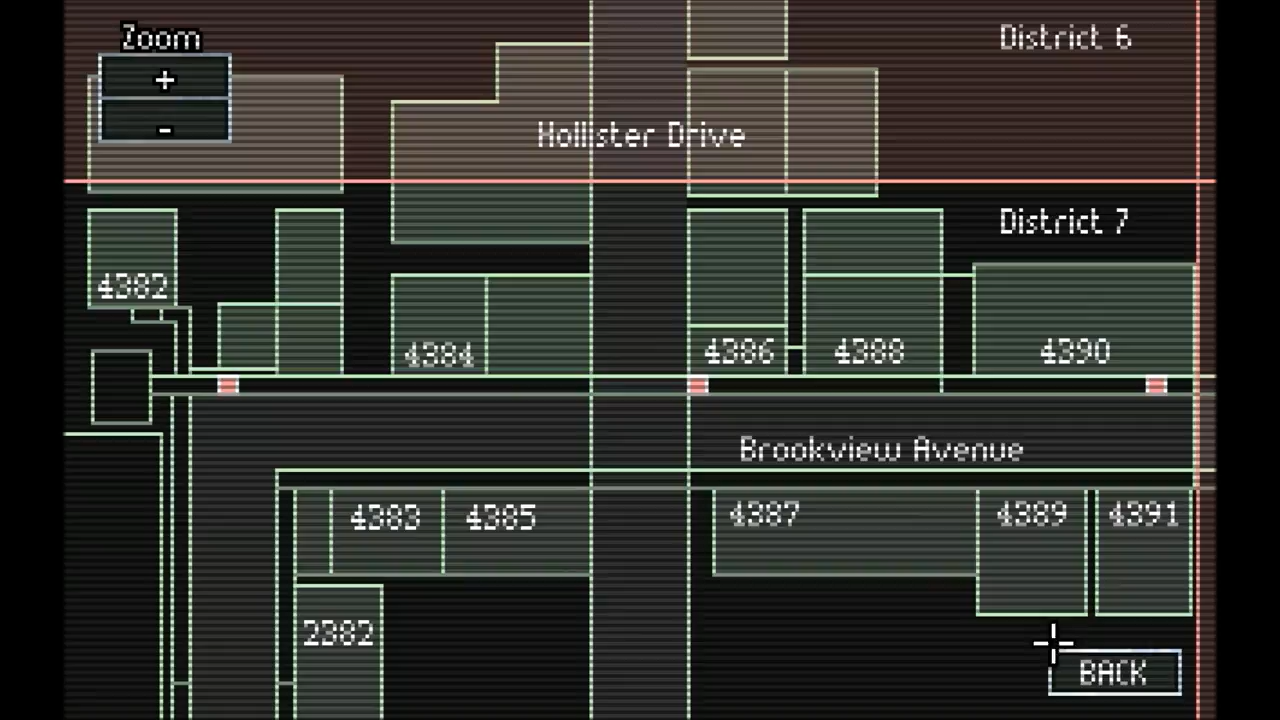 Zoom
+
-
District 6
Hollister Drive
District 7
4382
4384
4386
4388
4390
Brookview Avenue
4383
4385
4387
4389
4391
2382
BACK